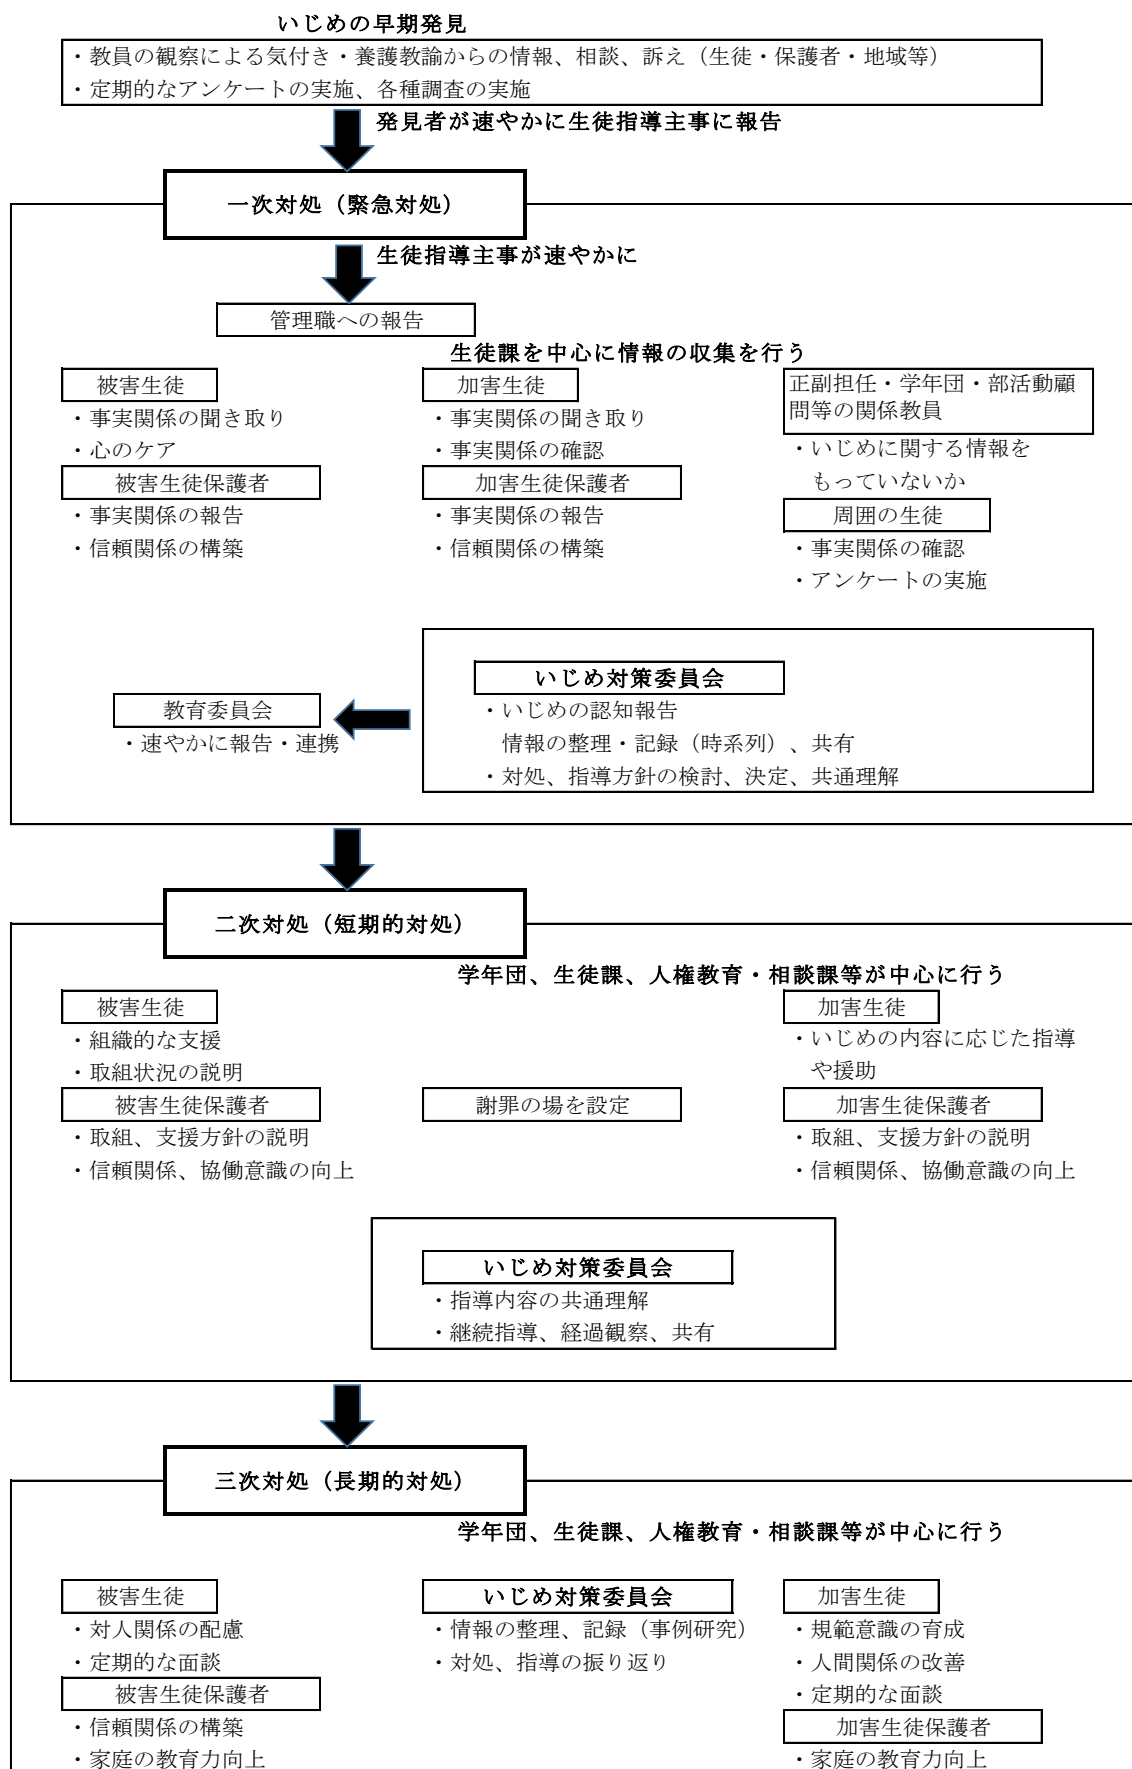 いじめの早期発見
・教員の観察による気付き・養護教諭からの情報、相談、訴え（生徒・保護者・地域等）
・定期的なアンケートの実施、各種調査の実施
発見者が速やかに生徒指導主事に報告
一次対処（緊急対処）
生徒指導主事が速やかに
管理職への報告
生徒課を中心に情報の収集を行う
被害生徒
・事実関係の聞き取り
・心のケア
被害生徒保護者
・事実関係の報告
・信頼関係の構築
加害生徒
・事実関係の聞き取り
・事実関係の確認
加害生徒保護者
・事実関係の報告
・信頼関係の構築
正副担任・学年団・部活動顧
問等の関係教員
・いじめに関する情報を
もっていないか
周囲の生徒
・事実関係の確認
・アンケートの実施
いじめ対策委員会
・いじめの認知報告
情報の整理・記録（時系列）、共有
・対処、指導方針の検討、決定、共通理解
教育委員会
・速やかに報告・連携
二次対処（短期的対処）
学年団、生徒課、人権教育・相談課等が中心に行う
被害生徒
・組織的な支援
・取組状況の説明
被害生徒保護者
・取組、支援方針の説明
・信頼関係、協働意識の向上
謝罪の場を設定
加害生徒
・いじめの内容に応じた指導
や援助
加害生徒保護者
・取組、支援方針の説明
・信頼関係、協働意識の向上
いじめ対策委員会
・指導内容の共通理解
・継続指導、経過観察、共有
三次対処（長期的対処）
学年団、生徒課、人権教育・相談課等が中心に行う
被害生徒
・対人関係の配慮
・定期的な面談
被害生徒保護者
・信頼関係の構築
・家庭の教育力向上
いじめ対策委員会
・情報の整理、記録（事例研究）
・対処、指導の振り返り
加害生徒
・規範意識の育成
・人間関係の改善
・定期的な面談
加害生徒保護者
・家庭の教育力向上